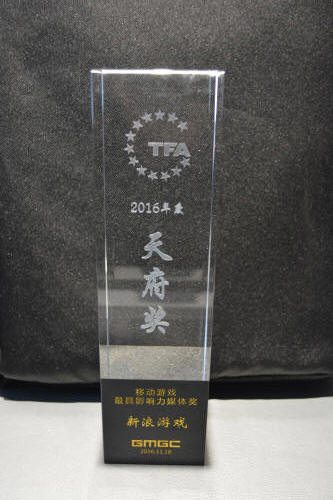 TFA
2016年度
天府奖
移动游戏
最具影响力媒体奖
新浪游戏
GMGC
2016.11.18